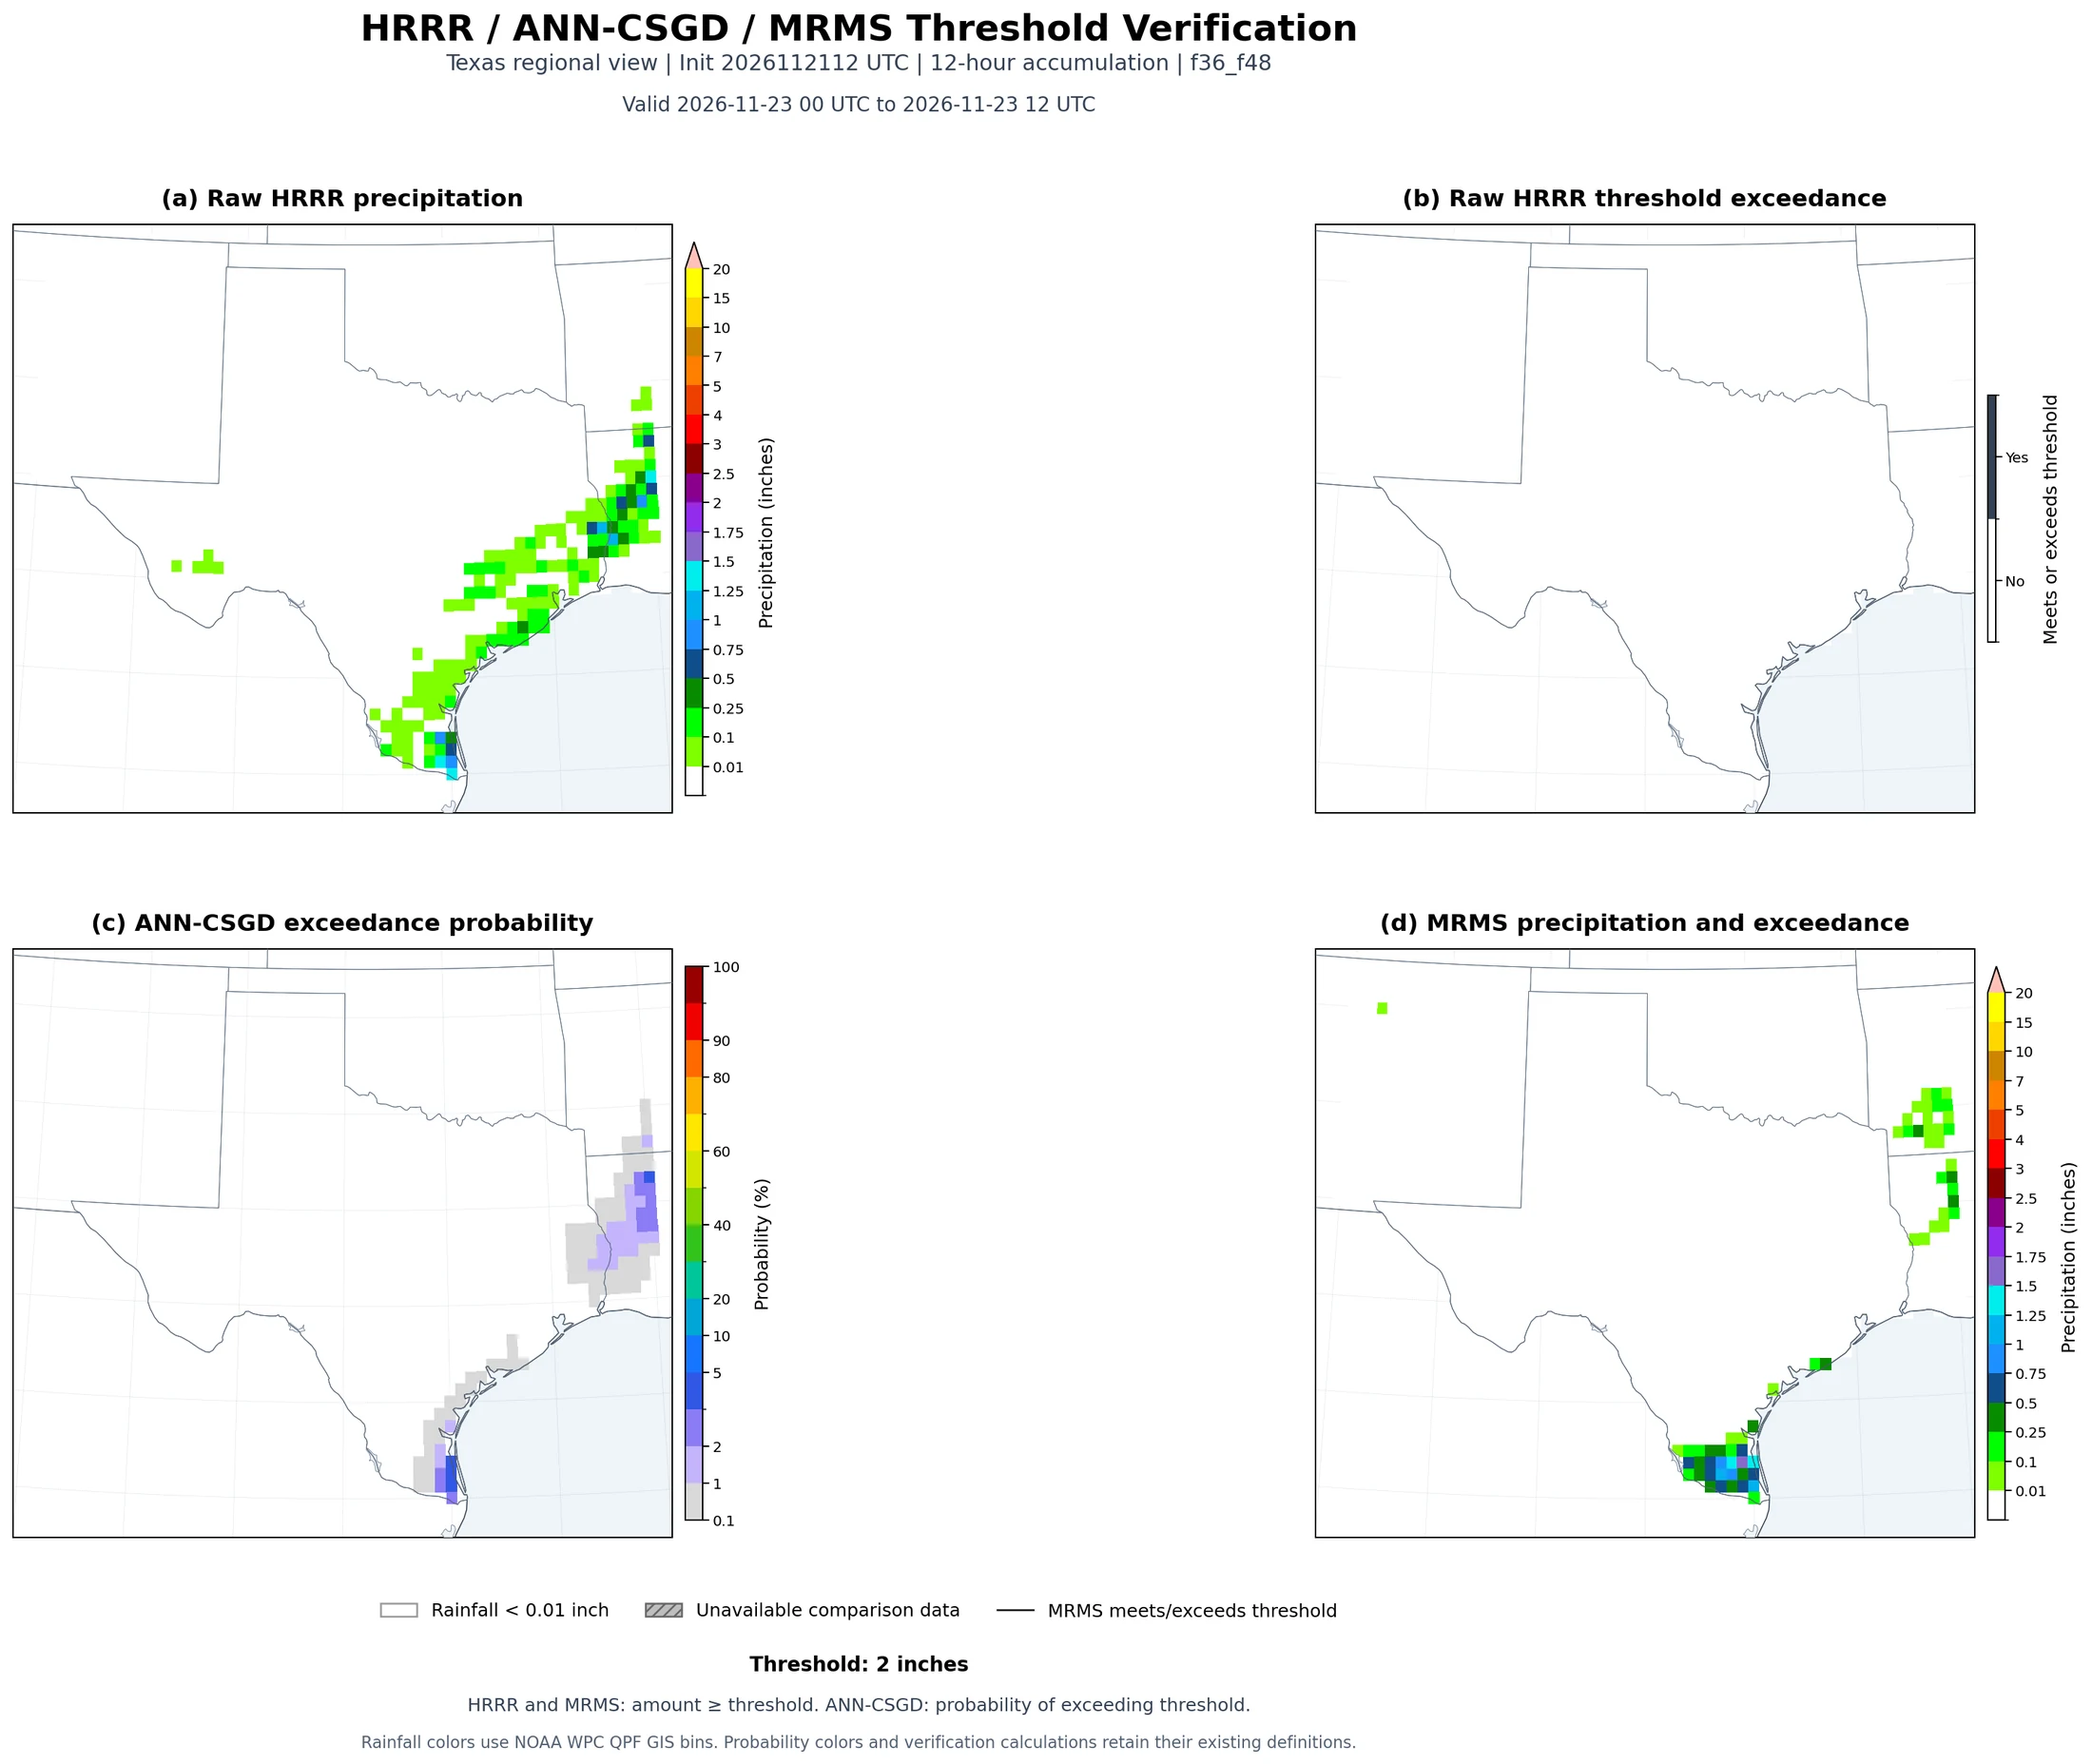 HRRR / ANN-CSGD / MRMS Threshold Verification
Texas regional view | Init 2026112112 UTC | 12-hour accumulation | f36_f48
Valid 2026-11-23 00 UTC to 2026-11-23 12 UTC
(a) Raw HRRR precipitation
20
15
10
7
5
4
3
2.5
2
1.75
1.5
1.25
1
0.75
0.5
0.25
0.1
0.01
Precipitation (inches)
(b) Raw HRRR threshold exceedance
Yes
No
Meets or exceeds threshold
(c) ANN-CSGD exceedance probability
100
90
80
60
40
20
10
5
2
1
0.1
Probability (%)
(d) MRMS precipitation and exceedance
20
15
10
7
5
4
3
2.5
2
1.75
1.5
1.25
1
0.75
0.5
0.25
0.1
0.01
Precipitation (inches)
Rainfall < 0.01 inch
Unavailable comparison data
MRMS meets/exceeds threshold
Threshold: 2 inches
HRRR and MRMS: amount ≥ threshold. ANN-CSGD: probability of exceeding threshold.
Rainfall colors use NOAA WPC QPF GIS bins. Probability colors and verification calculations retain their existing definitions.